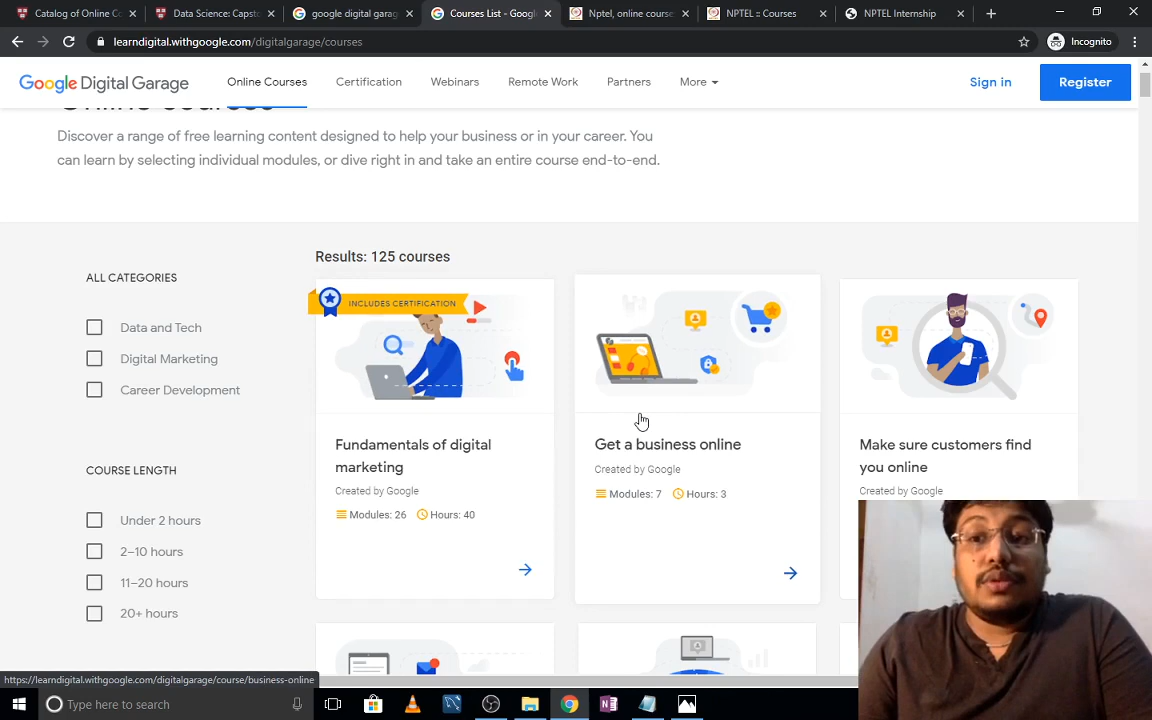 Catalog of Online C
Data Science: Capst
google digital garag
Courses List - Googl
Nptel, online course
NPTEL :: Courses
NPTEL Internship
learndigital.withgoogle.com/digitalgarage/courses
Incognito
Google Digital Garage
Online Courses
Certification
Webinars
Remote Work
Partners
More
Sign in
Register
Online Courses
Discover a range of free learning content designed to help your business or in your career. You
can learn by selecting individual modules, or dive right in and take an entire course end-to-end.
Results: 125 courses
ALL CATEGORIES
Data and Tech
Digital Marketing
Career Development
COURSE LENGTH
Under 2 hours
2–10 hours
11–20 hours
20+ hours
INCLUDES CERTIFICATION
Fundamentals of digital
marketing
Created by Google
Modules: 26
Hours: 40
Get a business online
Created by Google
Modules: 7
Hours: 3
Make sure customers find
you online
Created by Google
https://learndigital.withgoogle.com/digitalgarage/course/business-online
Type here to search